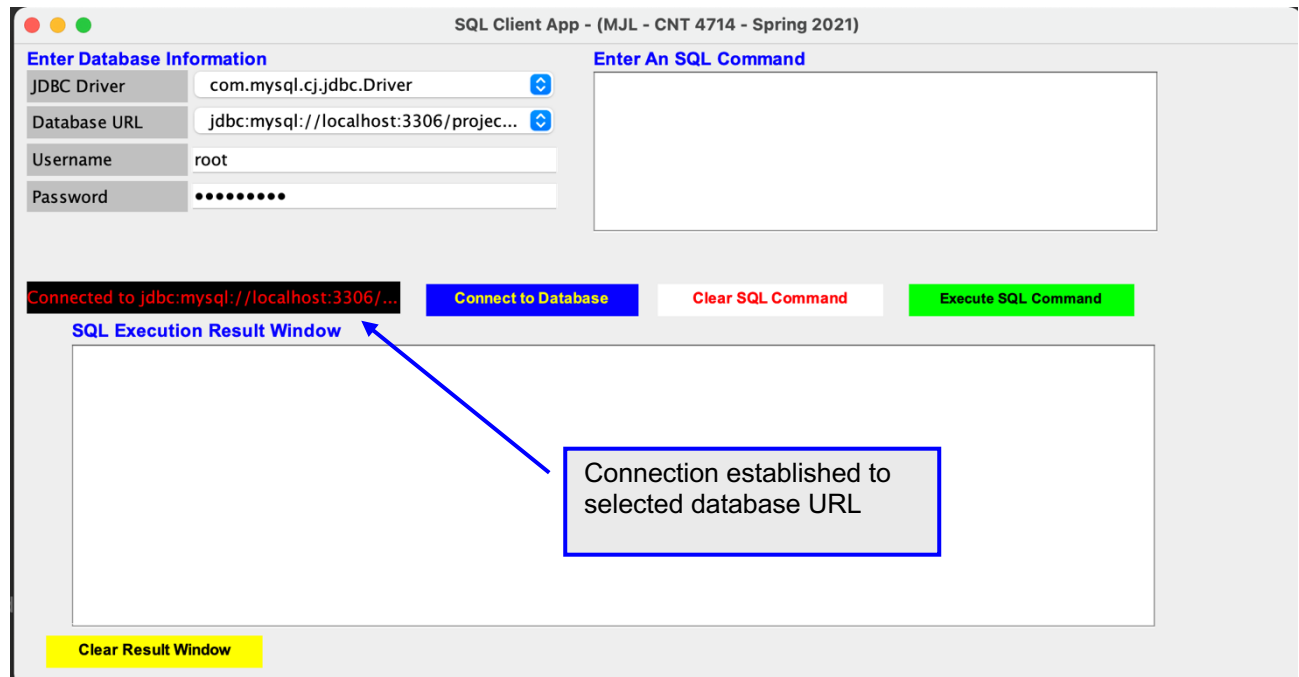 SQL Client App - (MJL - CNT 4714 - Spring 2021)
Enter Database Information
Enter An SQL Command
JDBC Driver
com.mysql.cj.jdbc.Driver
Database URL
jdbc:mysql://localhost:3306/projec...
Username
root
Password
•••••••••
Connected to jdbc:mysql://localhost:3306/...
Connect to Database
Clear SQL Command
Execute SQL Command
SQL Execution Result Window
Connection established to
selected database URL
Clear Result Window